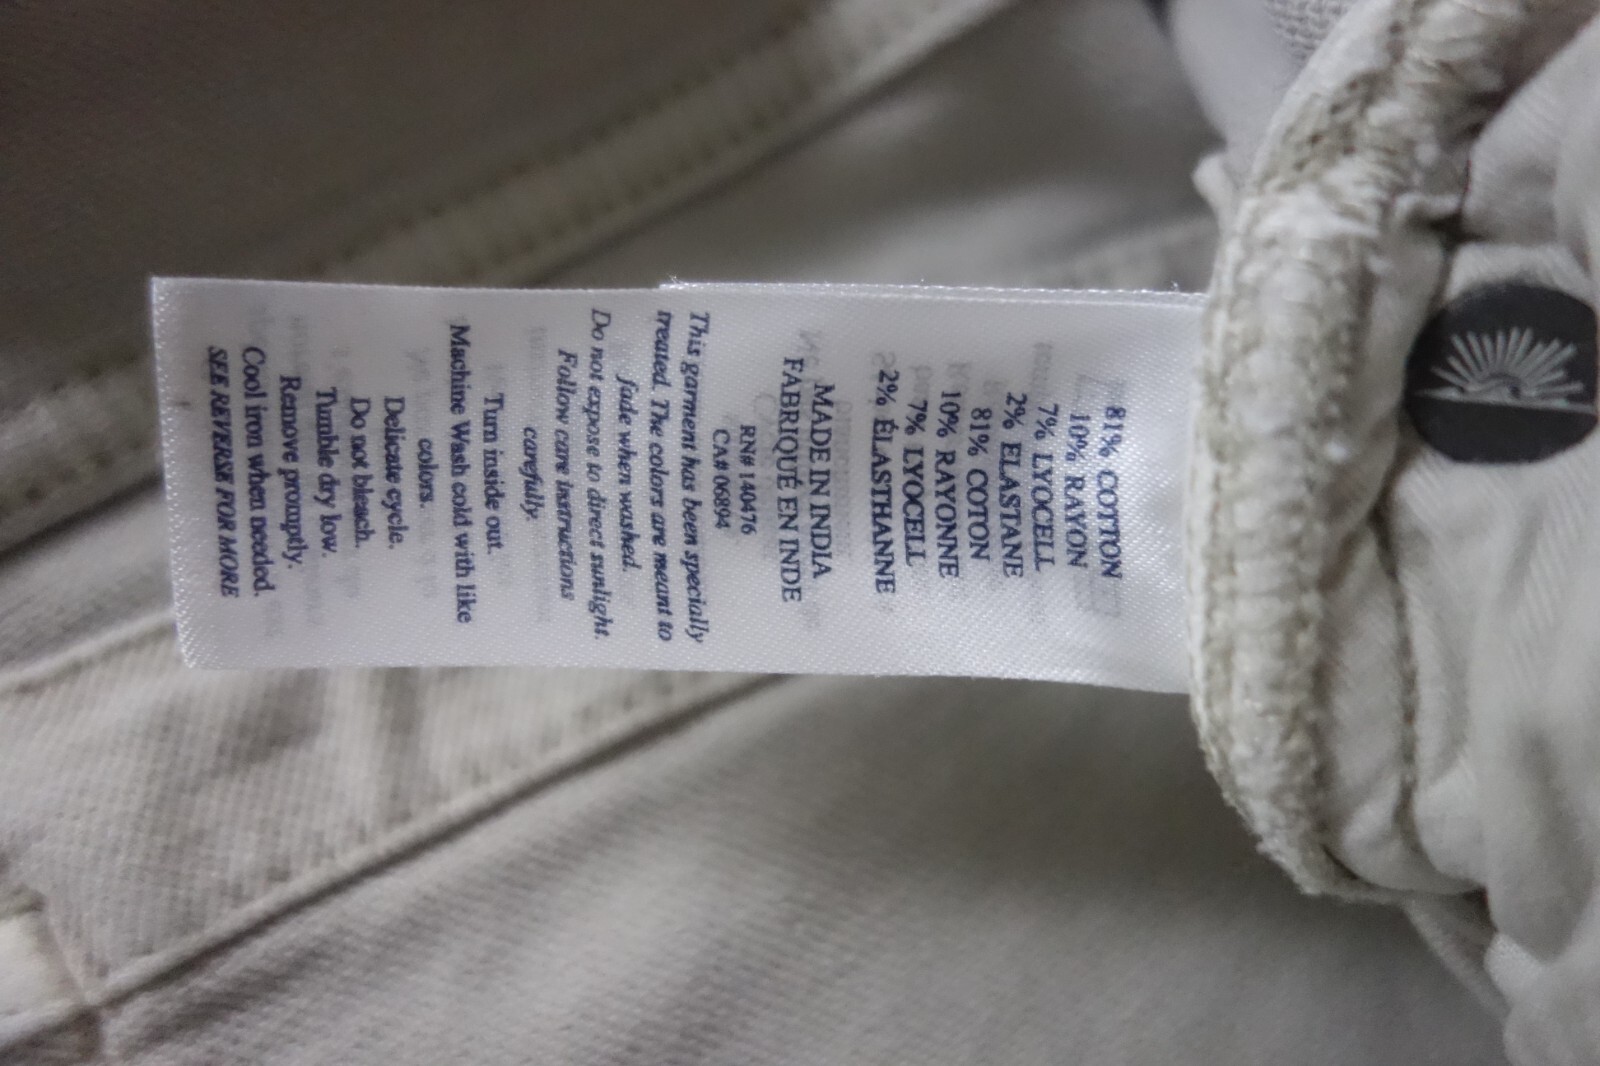 81% COTTON
10% RAYON
7% LYOCELL
2% ELASTANE
81% COTON
10% RAYONNE
7% LYOCELL
2% ÉLASTHANNE
MADE IN INDIA
FABRIQUÉ EN INDE
RN# 140476
CA# 06894
This garment has been specially
treated. The colors are meant to
fade when washed.
Do not expose to direct sunlight.
Follow care instructions
carefully.
Turn inside out.
Machine Wash cold with like
colors.
Delicate cycle.
Do not bleach.
Tumble dry low.
Remove promptly.
Cool iron when needed.
SEE REVERSE FOR MORE